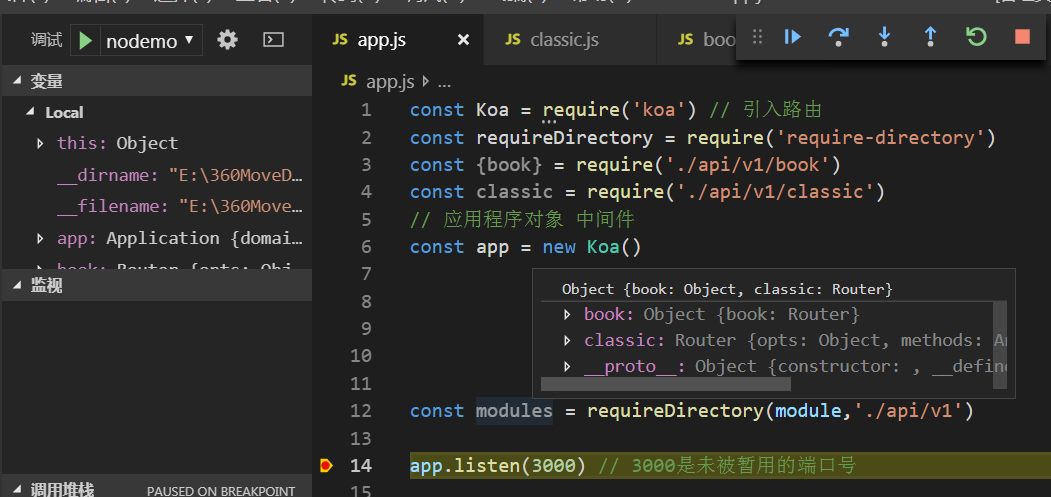 调试 nodemo
JS app.js × JS classic.js JS boo
变量
Local
this: Object
__dirname: "E:\360MoveD…
__filename: "E:\360Move…
app: Application {domai…
监视
调用堆栈 PAUSED ON BREAKPOINT
JS app.js > ...
1 const Koa = require('koa') // 引入路由
2 const requireDirectory = require('require-directory')
3 const {book} = require('./api/v1/book')
4 const classic = require('./api/v1/classic')
5 // 应用程序对象 中间件
6 const app = new Koa()
7
8
9
10
11
Object {book: Object, classic: Router}
book: Object {book: Router}
classic: Router {opts: Object, methods: Ar
__proto__: Object {constructor: , __define
12 const modules = requireDirectory(module,'./api/v1')
13
14 app.listen(3000) // 3000是未被暂用的端口号
15